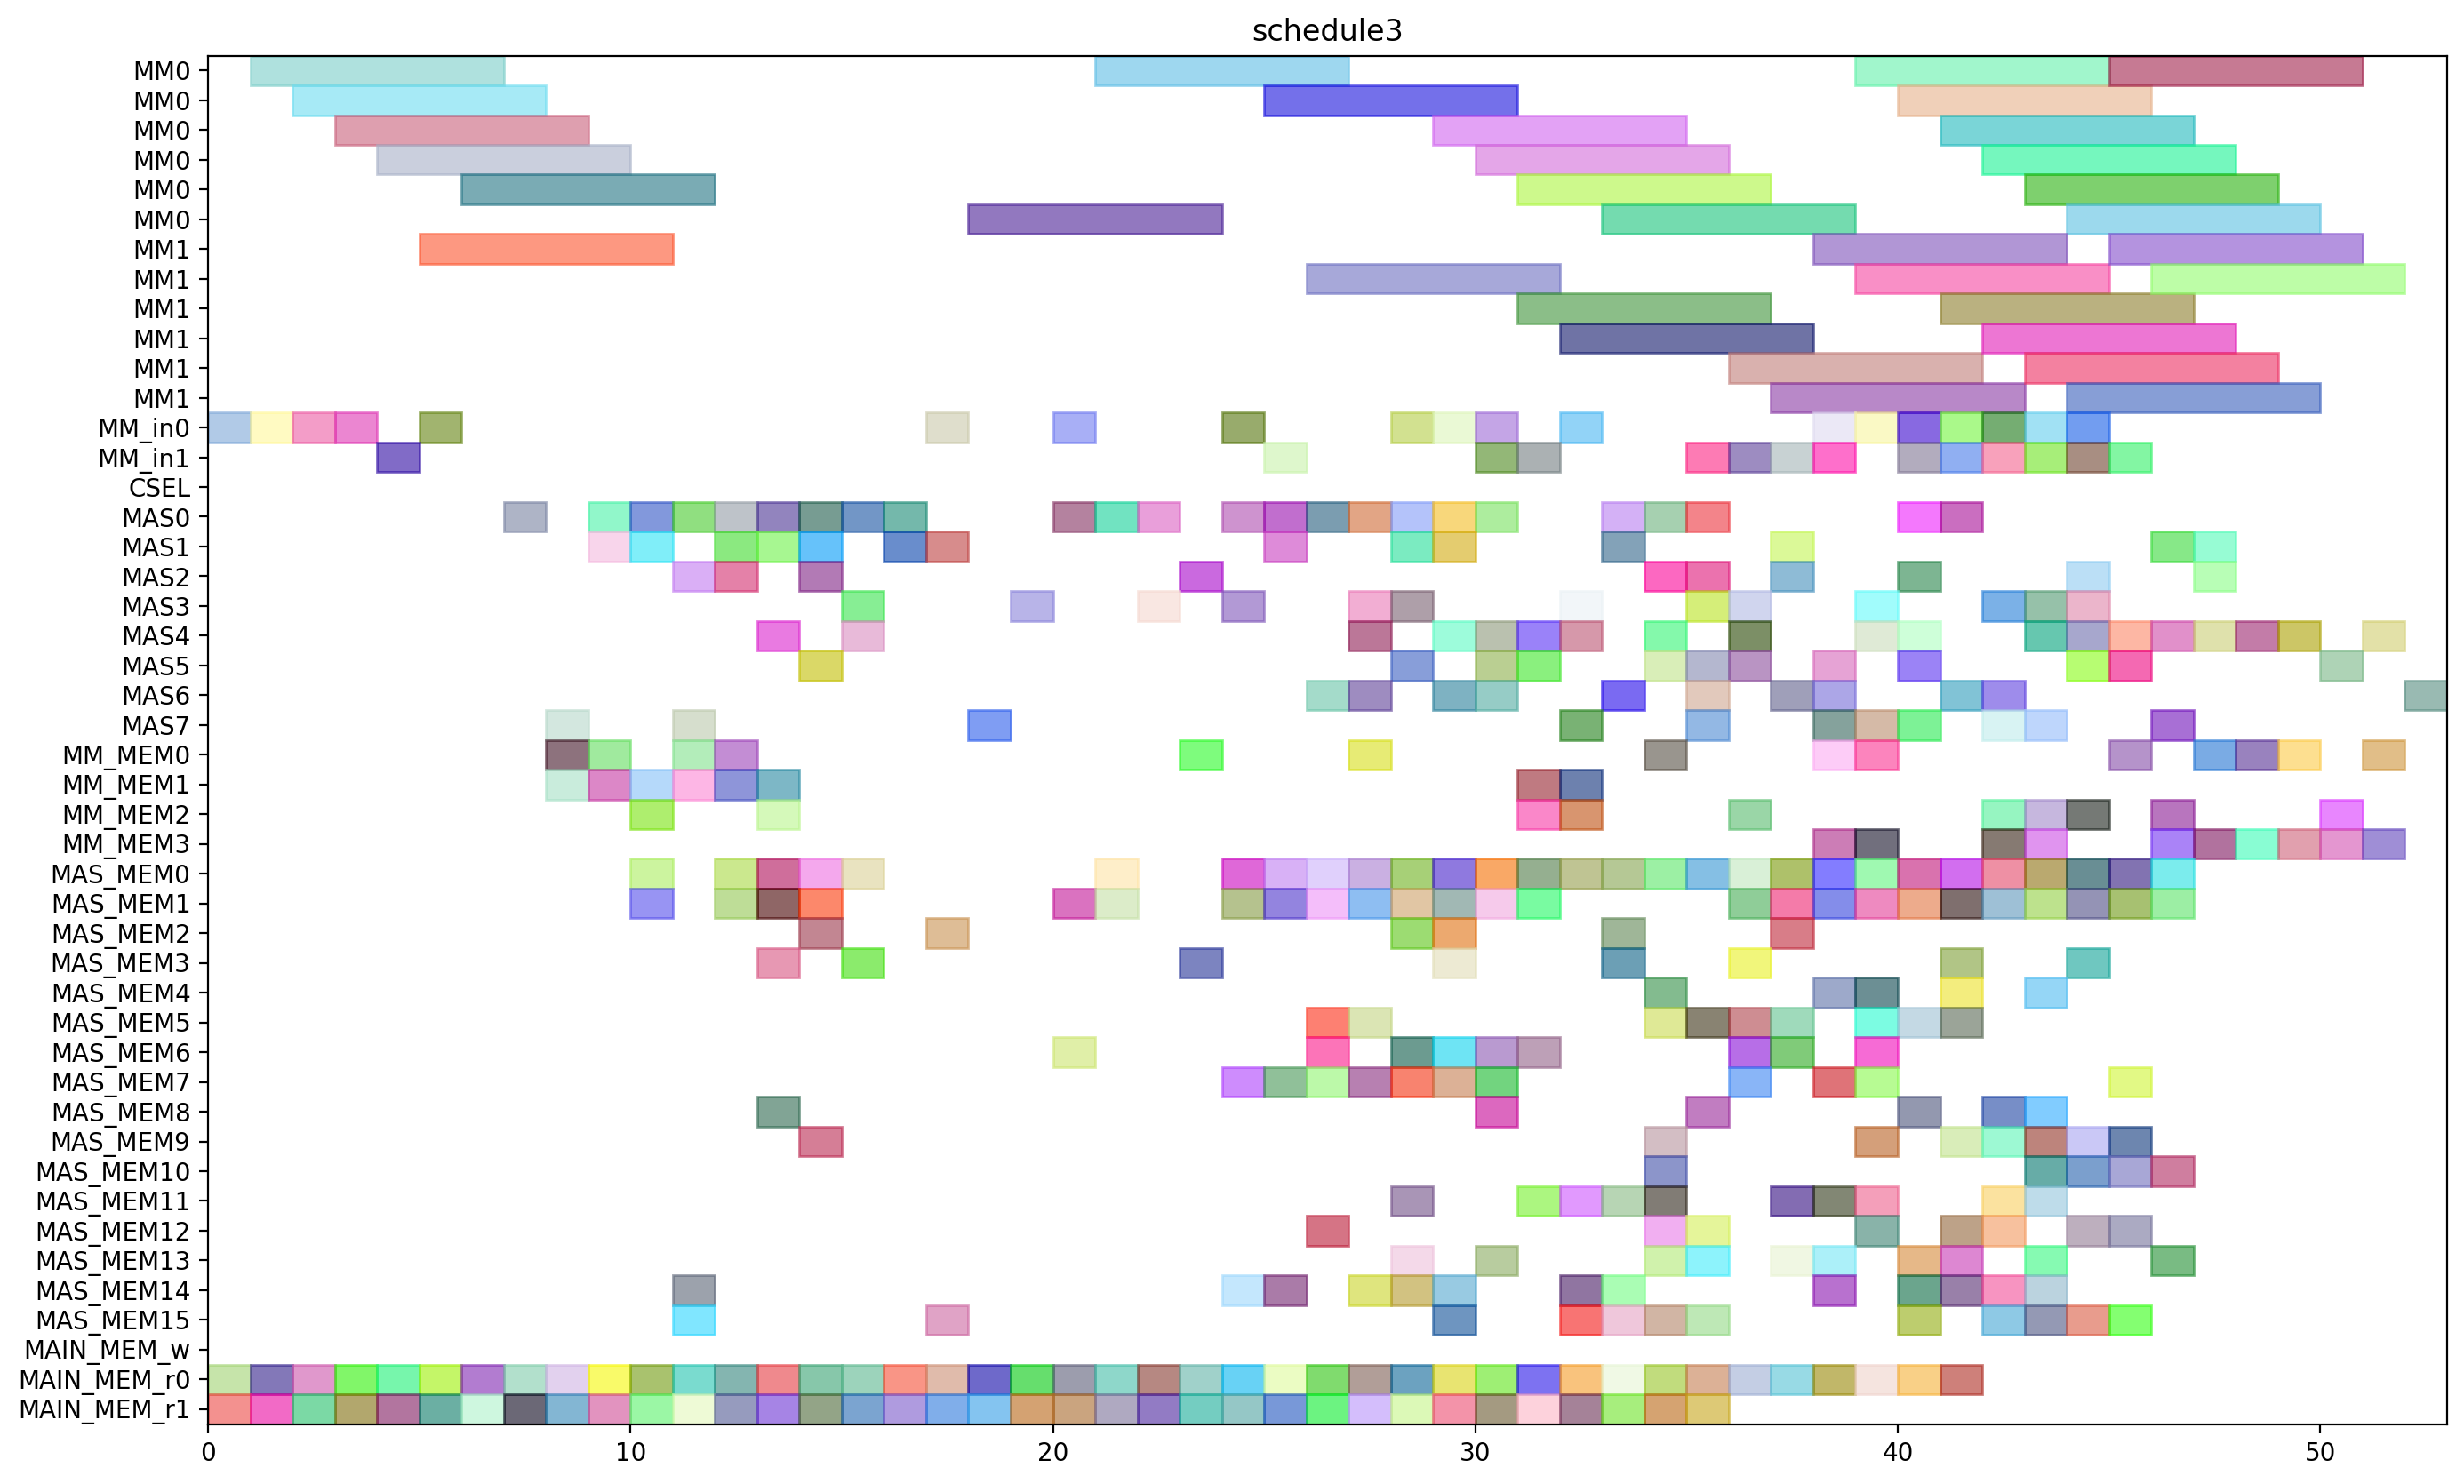 schedule3
MM0
MM0
MM0
MM0
MM0
MM0
MM1
MM1
MM1
MM1
MM1
MM1
MM_in0
MM_in1
CSEL
MAS0
MAS1
MAS2
MAS3
MAS4
MAS5
MAS6
MAS7
MM_MEM0
MM_MEM1
MM_MEM2
MM_MEM3
MAS_MEM0
MAS_MEM1
MAS_MEM2
MAS_MEM3
MAS_MEM4
MAS_MEM5
MAS_MEM6
MAS_MEM7
MAS_MEM8
MAS_MEM9
MAS_MEM10
MAS_MEM11
MAS_MEM12
MAS_MEM13
MAS_MEM14
MAS_MEM15
MAIN_MEM_w
MAIN_MEM_r0
MAIN_MEM_r1
0 10 20 30 40 50